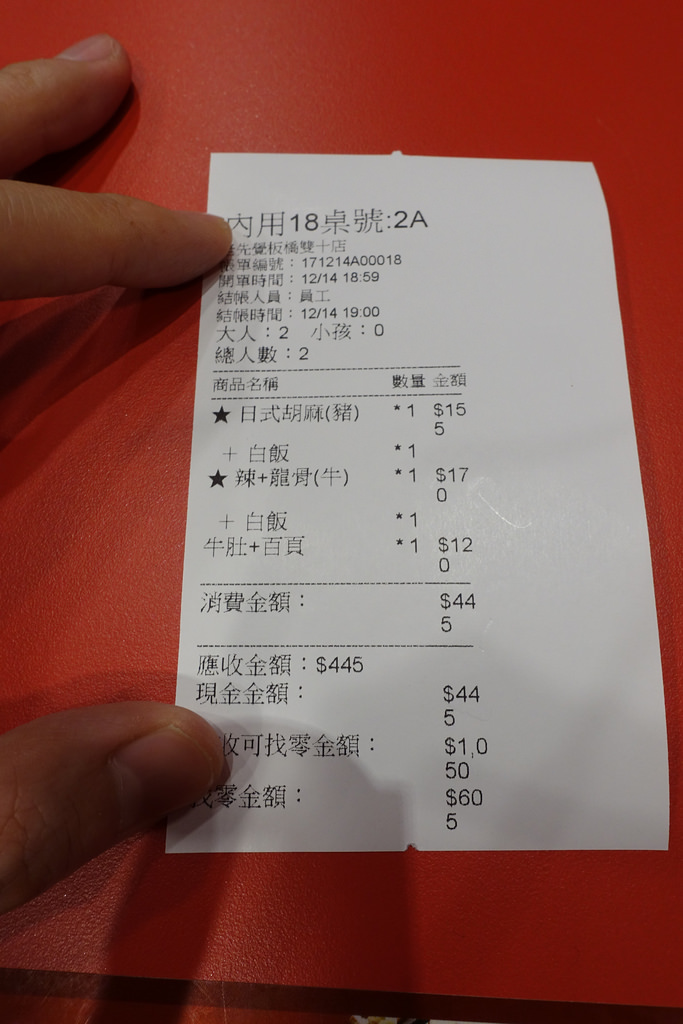 內用18桌號:2A
先覺板橋雙十店
帳單編號：171214A00018
開單時間：12/14 18:59
結帳人員：員工
結帳時間：12/14 19:00
大人：2 小孩：0
總人數：2
商品名稱 數量 金額
★ 日式胡麻(豬) *1 $15
5
＋ 白飯 *1
★ 辣+龍骨(牛) *1 $17
0
＋ 白飯 *1
牛肚+百頁 *1 $12
0
消費金額： $44
5
應收金額：$445
現金金額： $44
5
收可找零金額： $1,0
50
找零金額： $60
5